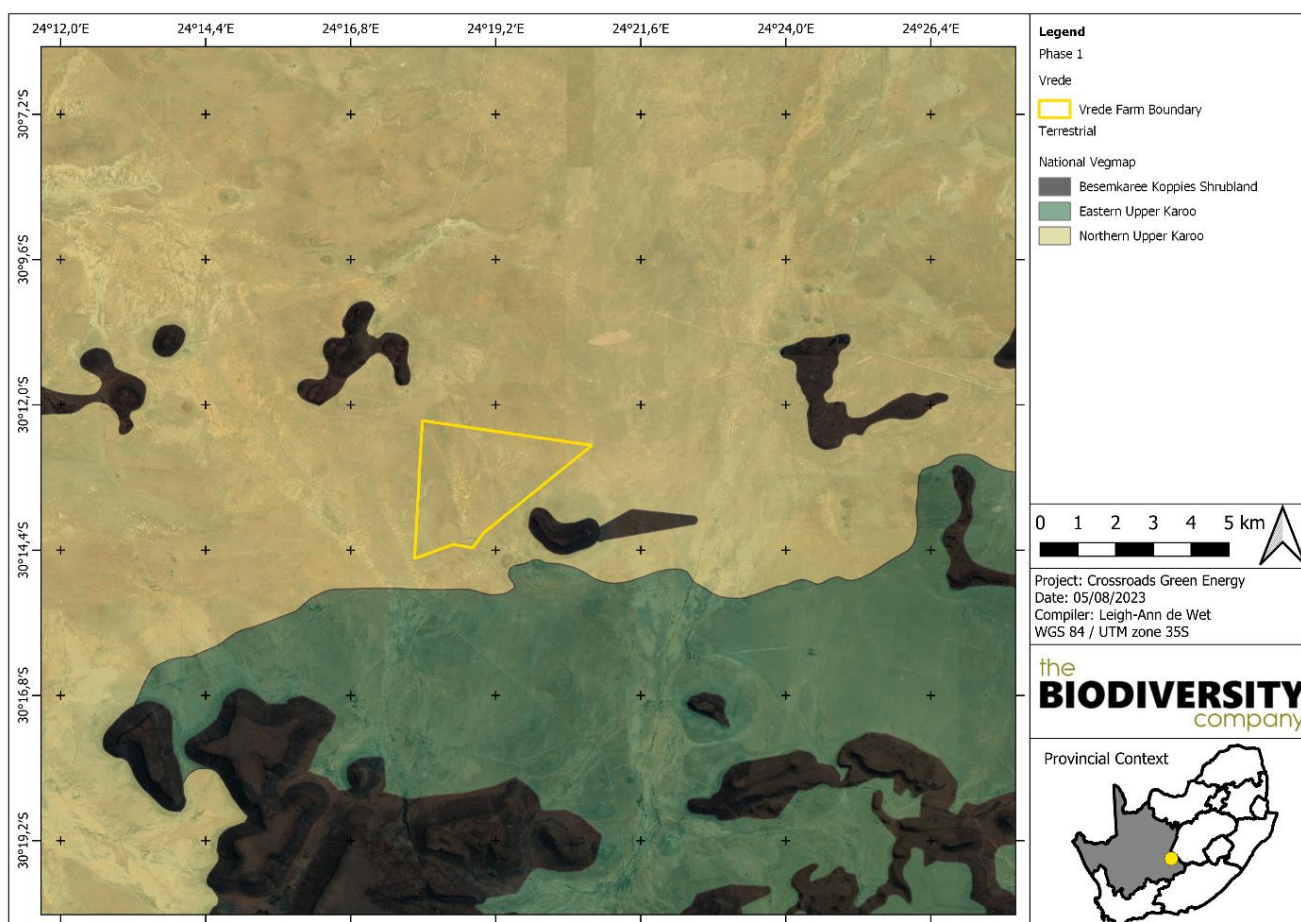 24°12,0'E 24°14,4'E 24°16,8'E 24°19,2'E 24°21,6'E 24°24,0'E 24°26,4'E
30°7,2'S
30°9,6'S
30°12,0'S
30°14,4'S
30°16,8'S
30°19,2'S
Legend
Phase 1
Vrede
Vrede Farm Boundary
Terrestrial
National Vegmap
Besemkaree Koppies Shrubland
Eastern Upper Karoo
Northern Upper Karoo
0 1 2 3 4 5 km
Project: Crossroads Green Energy
Date: 05/08/2023
Compiler: Leigh-Ann de Wet
WGS 84 / UTM zone 35S
the
BIODIVERSITY
company
Provincial Context